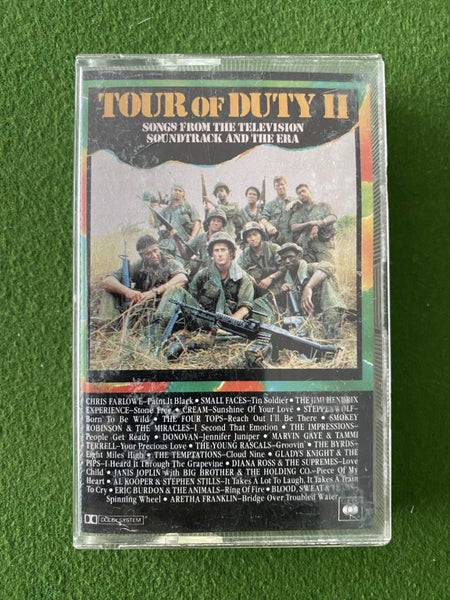 TOUR OF DUTY II
SONGS FROM THE TELEVISION
SOUNDTRACK AND THE ERA
CHRIS FARLOWE–Paint It Black • SMALL FACES–Tin Soldier • THE JIMI HENDRIX
EXPERIENCE–Stone Free • CREAM–Sunshine Of Your Love • STEPPENWOLF–
Born To Be Wild • THE FOUR TOPS–Reach Out I'll Be There • SMOKEY
ROBINSON & THE MIRACLES–I Second That Emotion • THE IMPRESSIONS–
People Get Ready • DONOVAN–Jennifer Juniper • MARVIN GAYE & TAMMI
TERRELL–Your Precious Love • THE YOUNG RASCALS–Groovin' • THE BYRDS–
Eight Miles High • THE TEMPTATIONS–Cloud Nine • GLADYS KNIGHT & THE
PIPS–I Heard It Through The Grapevine • DIANA ROSS & THE SUPREMES–Love
Child • JANIS JOPLIN with BIG BROTHER & THE HOLDING CO.–Piece Of My
Heart • AL KOOPER & STEPHEN STILLS–It Takes A Lot To Laugh, It Takes A Train
To Cry • ERIC BURDON & THE ANIMALS–Ring Of Fire • BLOOD, SWEAT & TEARS–
Spinning Wheel • ARETHA FRANKLIN–Bridge Over Troubled Water
DOLBY SYSTEM